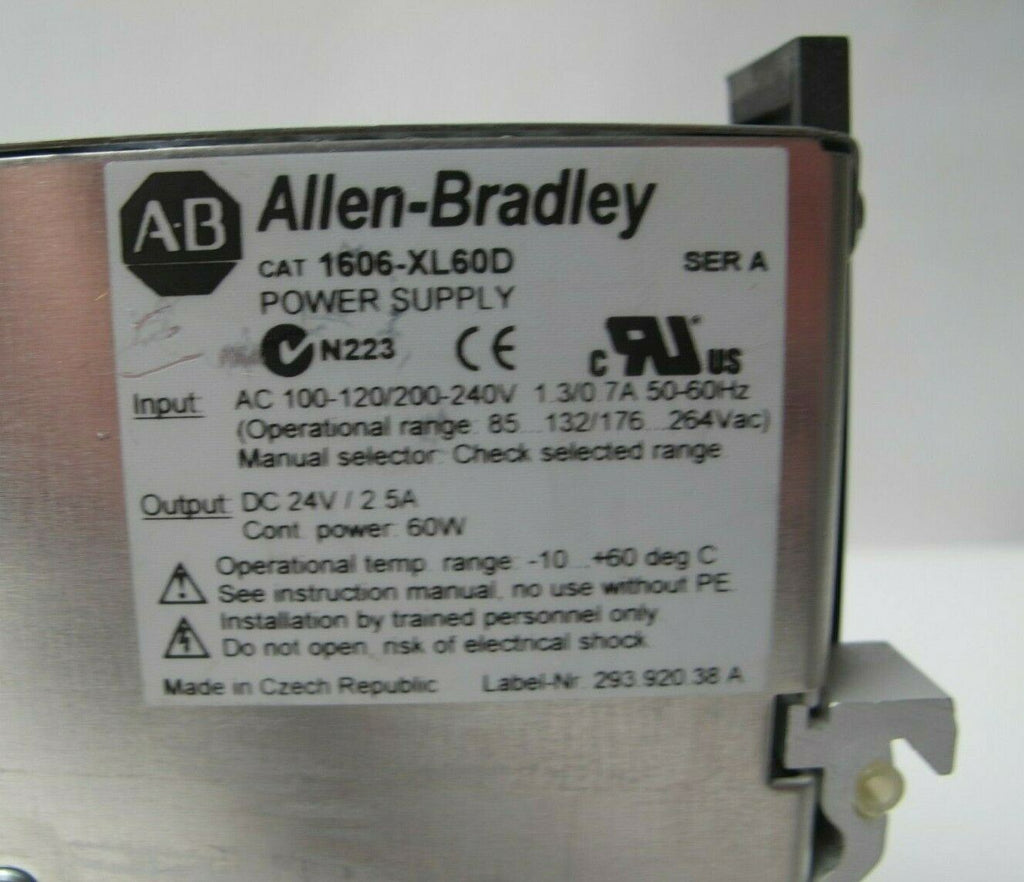 A·B Allen-Bradley
CAT 1606-XL60D SER A
POWER SUPPLY
N223 CE c RU US
Input: AC 100-120/200-240V 1.3/0.7A 50-60Hz
(Operational range: 85...132/176...264Vac)
Manual selector: Check selected range.
Output: DC 24V / 2.5A
Cont. power: 60W
Operational temp. range: -10...+60 deg C
See instruction manual, no use without PE.
Installation by trained personnel only
Do not open, risk of electrical shock.
Made in Czech Republic Label-Nr. 293.920.38 A